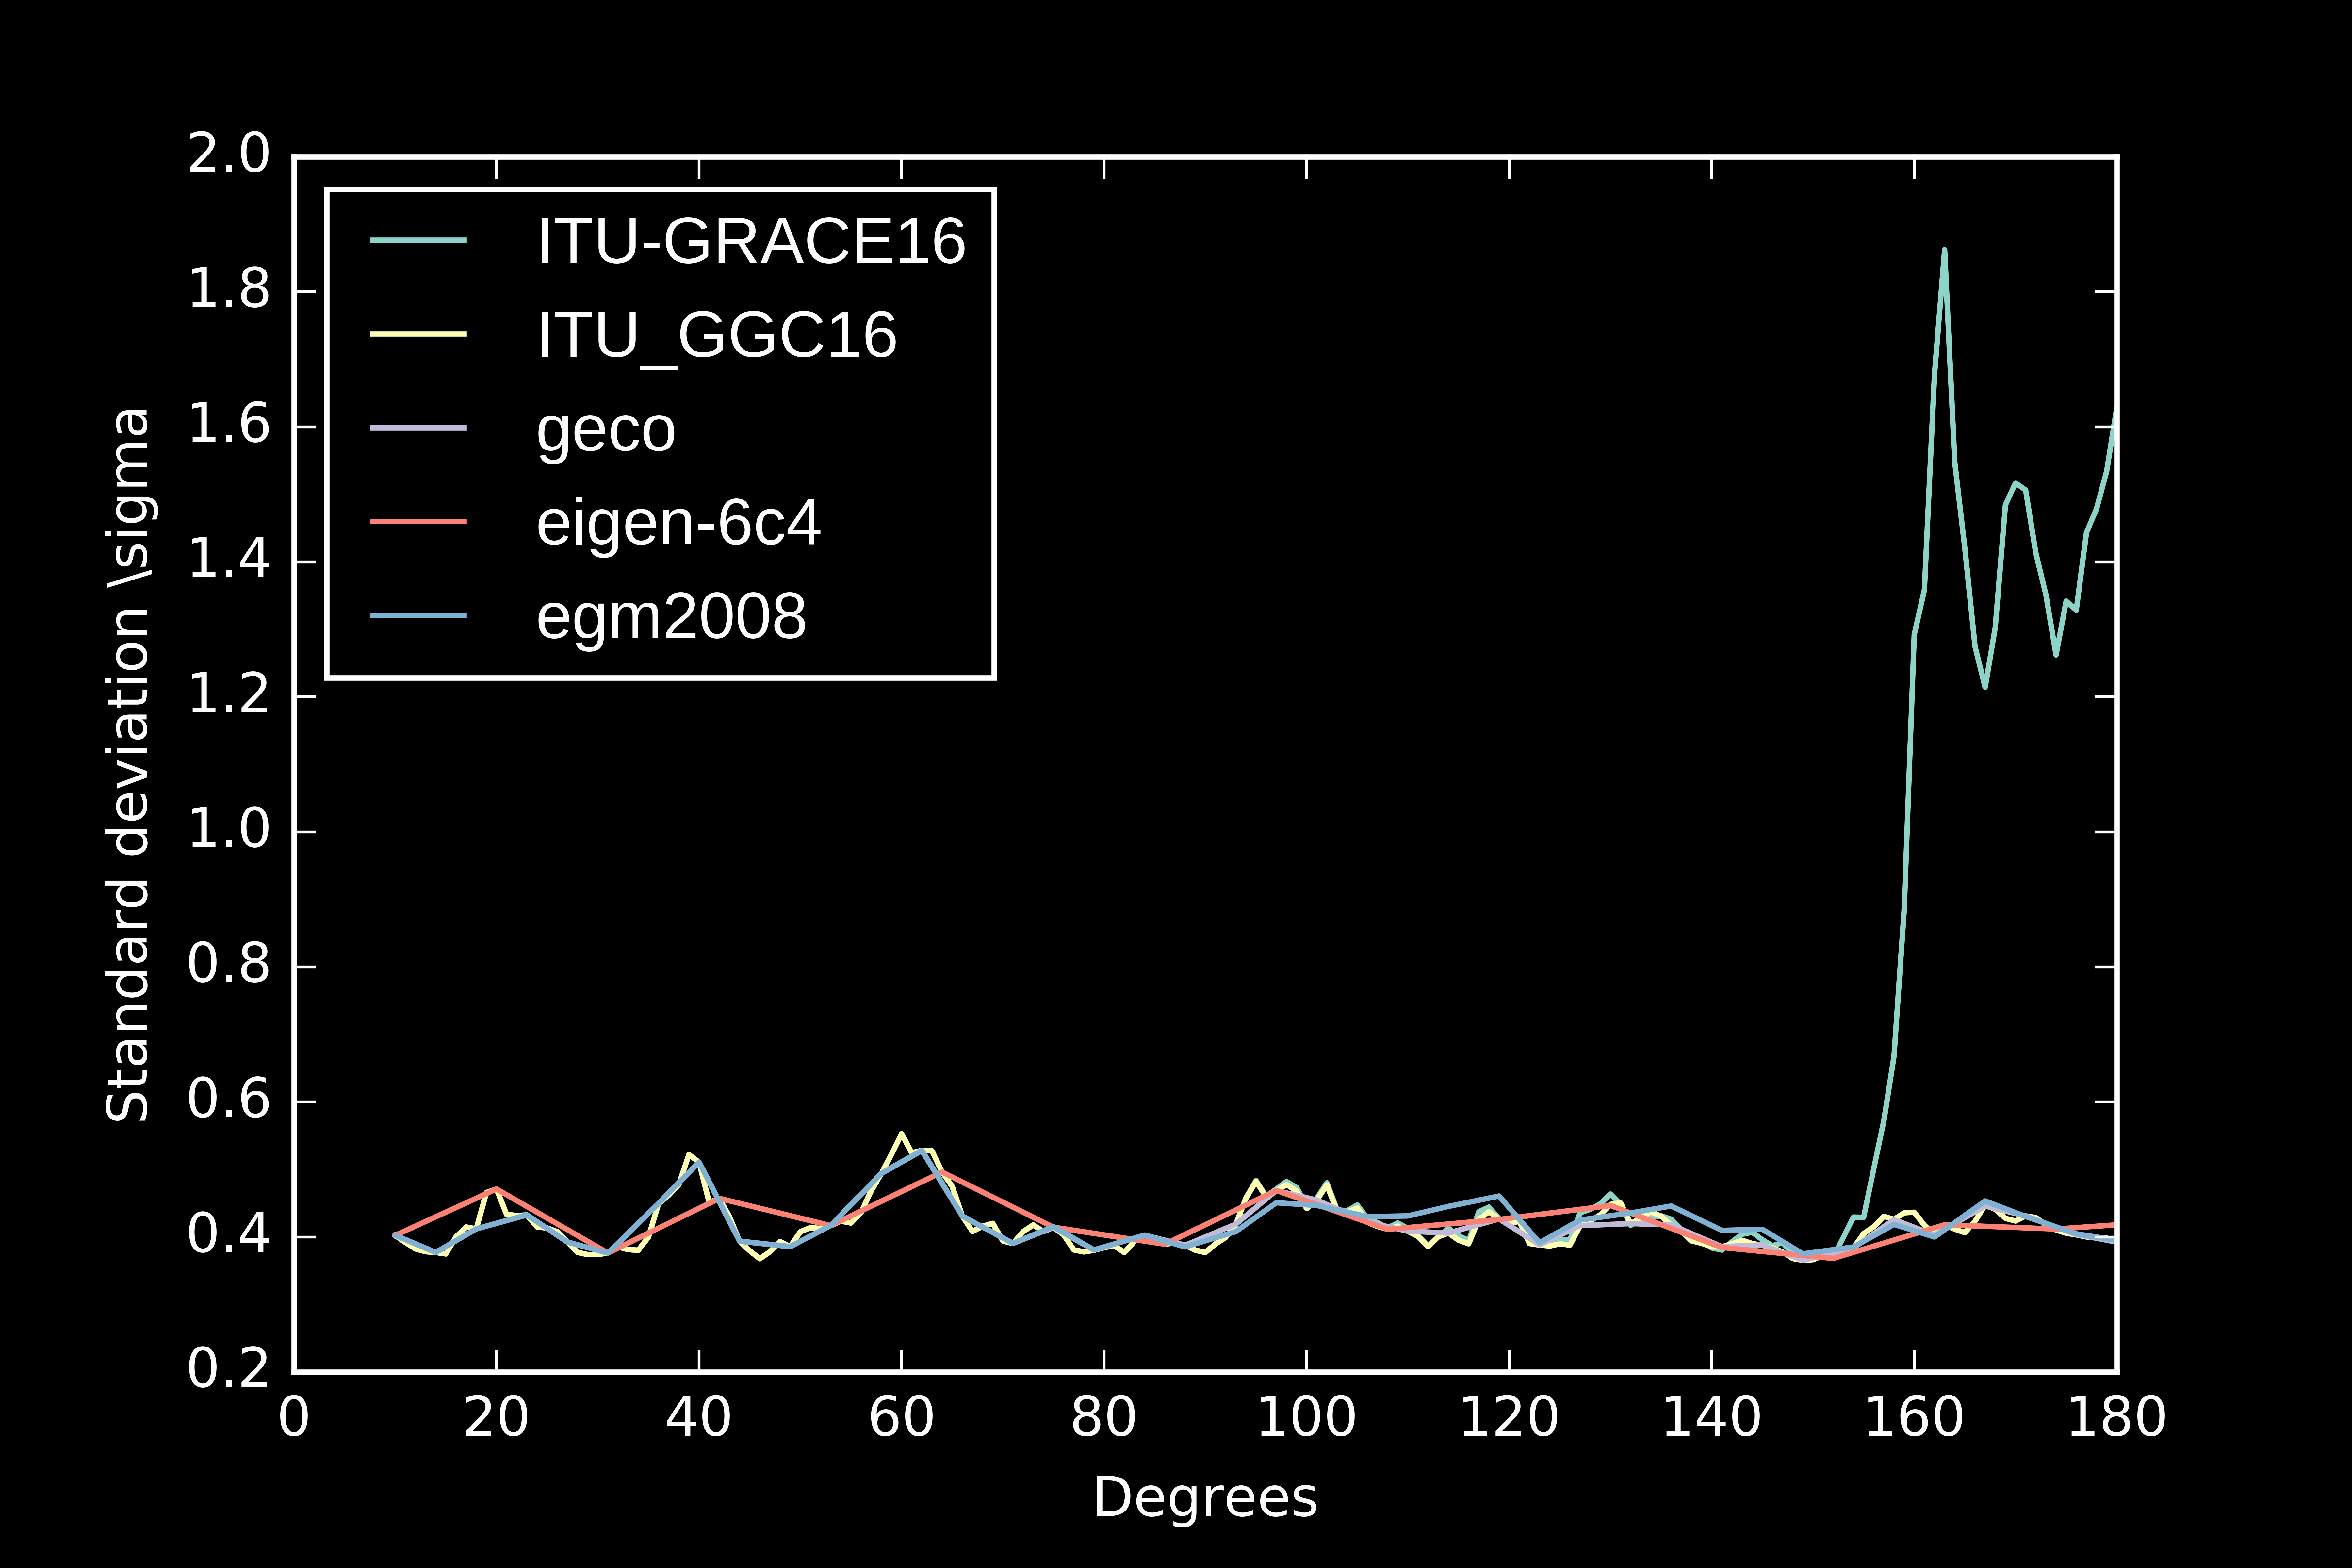 2.0
1.8
1.6
1.4
1.2
1.0
0.8
0.6
0.4
0.2
Standard deviation \sigma
ITU-GRACE16
ITU_GGC16
geco
eigen-6c4
egm2008
0 20 40 60 80 100 120 140 160 180
Degrees